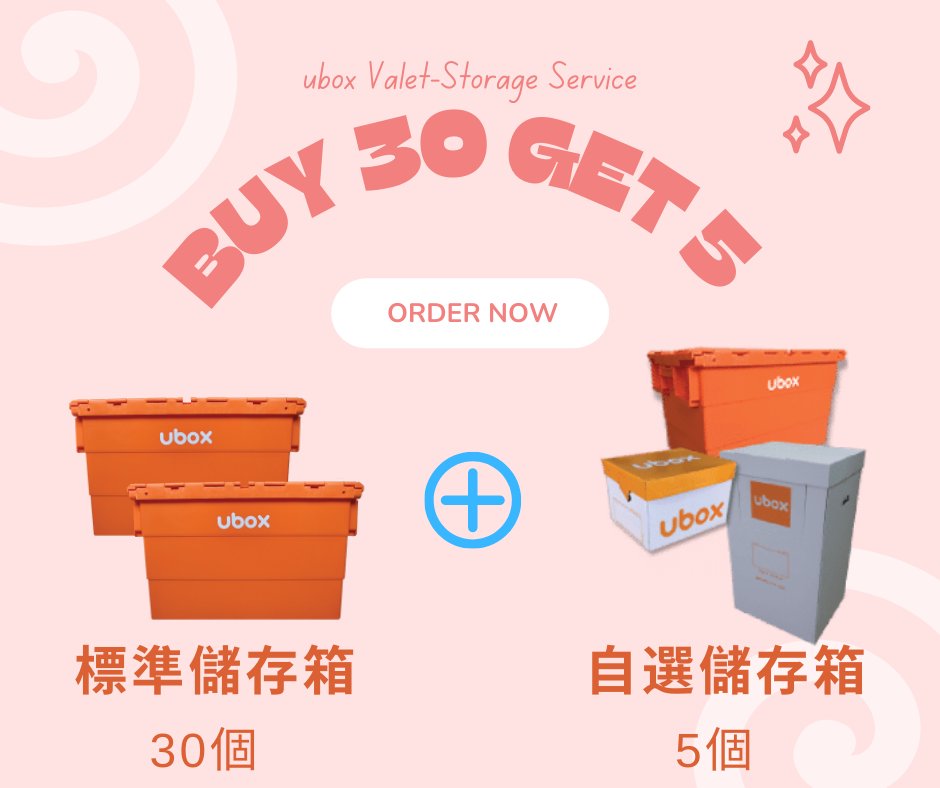 ubox Valet-Storage Service
BUY 30 GET 5
ORDER NOW
ubox
ubox
ubox
ubox
ubox
ubox
標準儲存箱
30個
自選儲存箱
5個